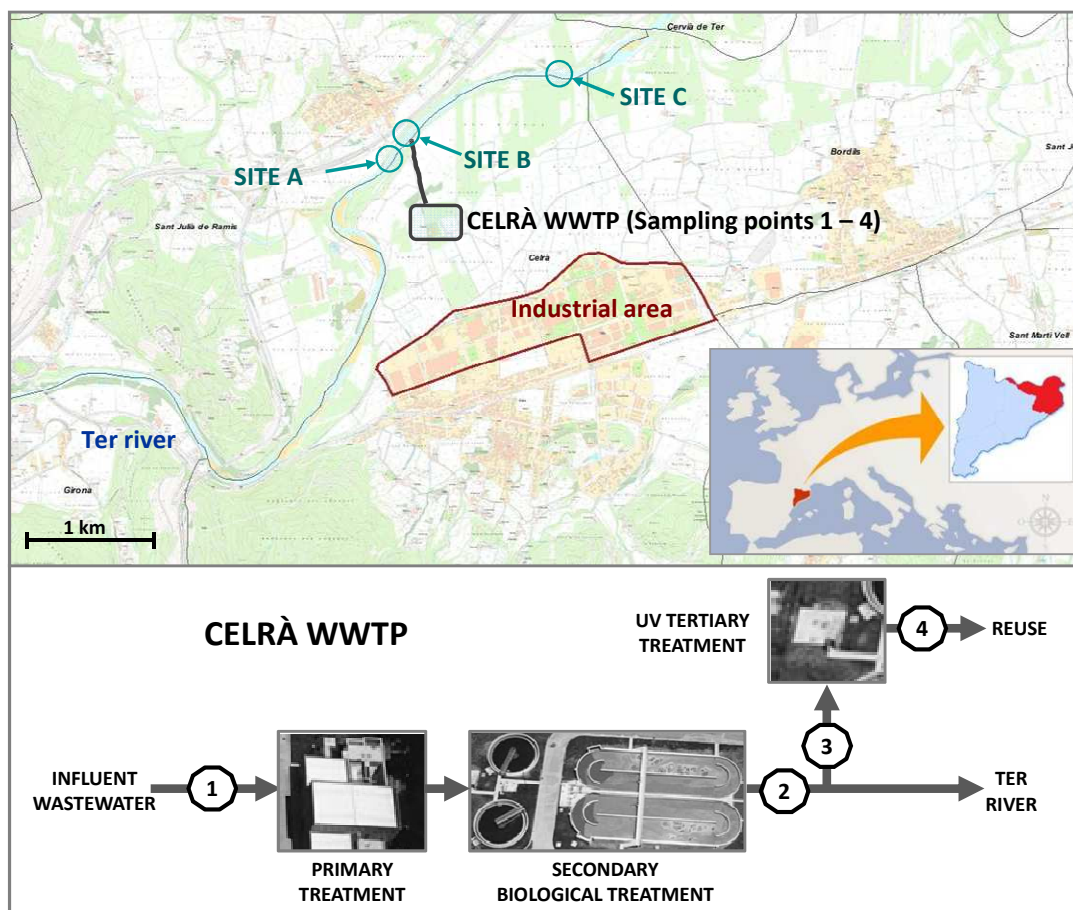 Cervià de Ter
SITE C
SITE B
SITE A
Bordils
CELRÀ WWTP (Sampling points 1 – 4)
Sant Julià de Ramis
Celrà
Industrial area
Sant Martí Vell
Ter river
Girona
1 km
N
CELRÀ WWTP
UV TERTIARY
TREATMENT
4
REUSE
3
INFLUENT
WASTEWATER
1
2
TER
RIVER
PRIMARY
TREATMENT
SECONDARY
BIOLOGICAL TREATMENT